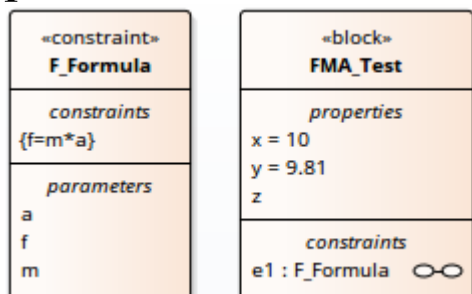 «constraint»
F_Formula
constraints
{f=m*a}
parameters
a
f
m
«block»
FMA_Test
properties
x = 10
y = 9.81
z
constraints
e1 : F_Formula